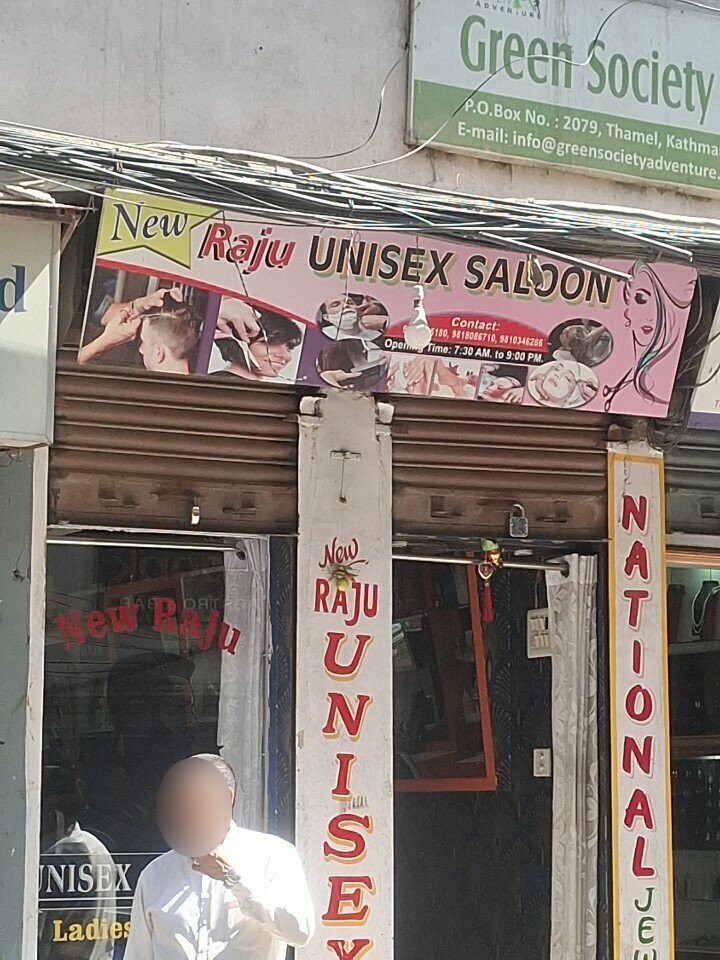 ADVENTURE
Green Society
P.O.Box No. : 2079, Thamel,
E-mail: info@greensocietyadventure.
New
Raju UNISEX SALOON
Contact:
9818086710, 9810346286
Opening Time: 7:30 AM. to 9:00 PM.
d
New
RAJU
UNISEX
New Raju
UNISEX
Ladies
NATIONAL